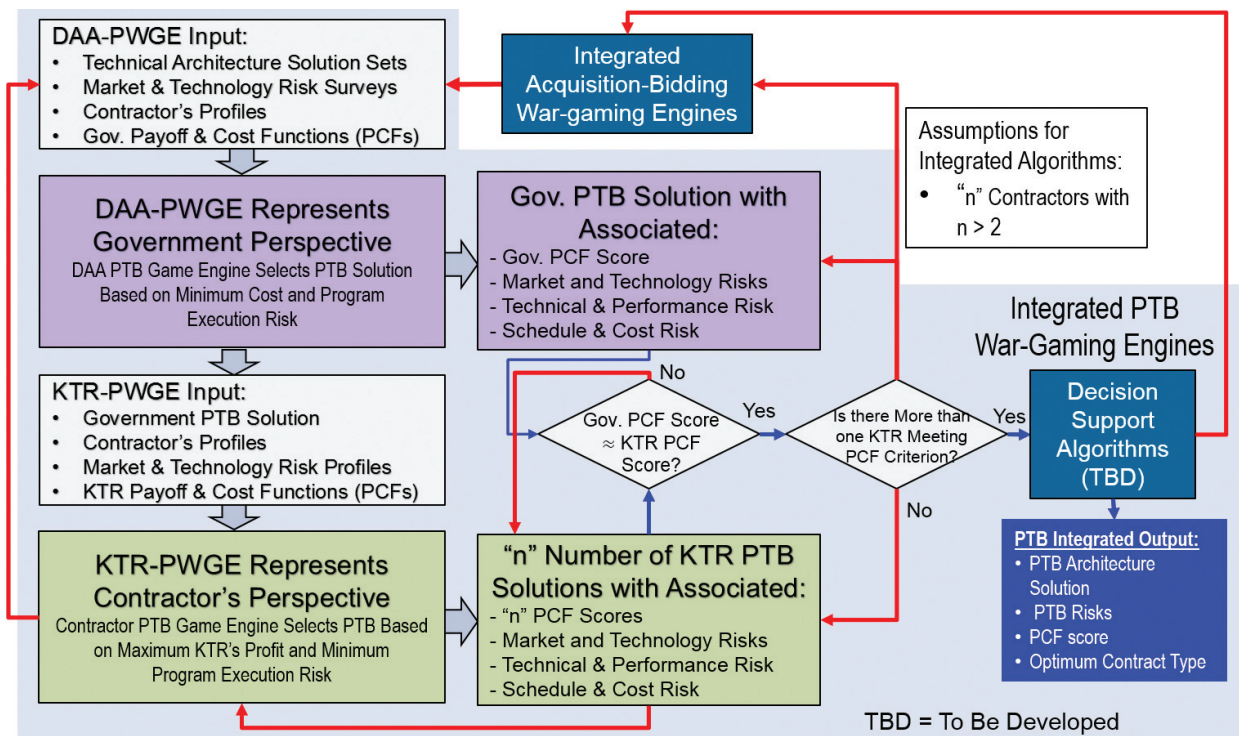 DAA-PWGE Input:
• Technical Architecture Solution Sets
• Market & Technology Risk Surveys
• Contractor's Profiles
• Gov. Payoff & Cost Functions (PCFs)
Integrated
Acquisition-Bidding
War-gaming Engines
Assumptions for
Integrated Algorithms:
• "n" Contractors with
n > 2
DAA-PWGE Represents
Government Perspective
DAA PTB Game Engine Selects PTB Solution
Based on Minimum Cost and Program
Execution Risk
Gov. PTB Solution with
Associated:
- Gov. PCF Score
- Market and Technology Risks
- Technical & Performance Risk
- Schedule & Cost Risk
Integrated PTB
War-Gaming Engines
KTR-PWGE Input:
• Government PTB Solution
• Contractor's Profiles
• Market & Technology Risk Profiles
• KTR Payoff & Cost Functions (PCFs)
No
Gov. PCF Score
≈ KTR PCF
Score?
Yes
Is there More than
one KTR Meeting
PCF Criterion?
Yes
No
Decision
Support
Algorithms
(TBD)
KTR-PWGE Represents
Contractor's Perspective
Contractor PTB Game Engine Selects PTB Based
on Maximum KTR's Profit and Minimum
Program Execution Risk
"n" Number of KTR PTB
Solutions with Associated:
- "n" PCF Scores
- Market and Technology Risks
- Technical & Performance Risk
- Schedule & Cost Risk
PTB Integrated Output:
• PTB Architecture
Solution
• PTB Risks
• PCF score
• Optimum Contract Type
TBD = To Be Developed